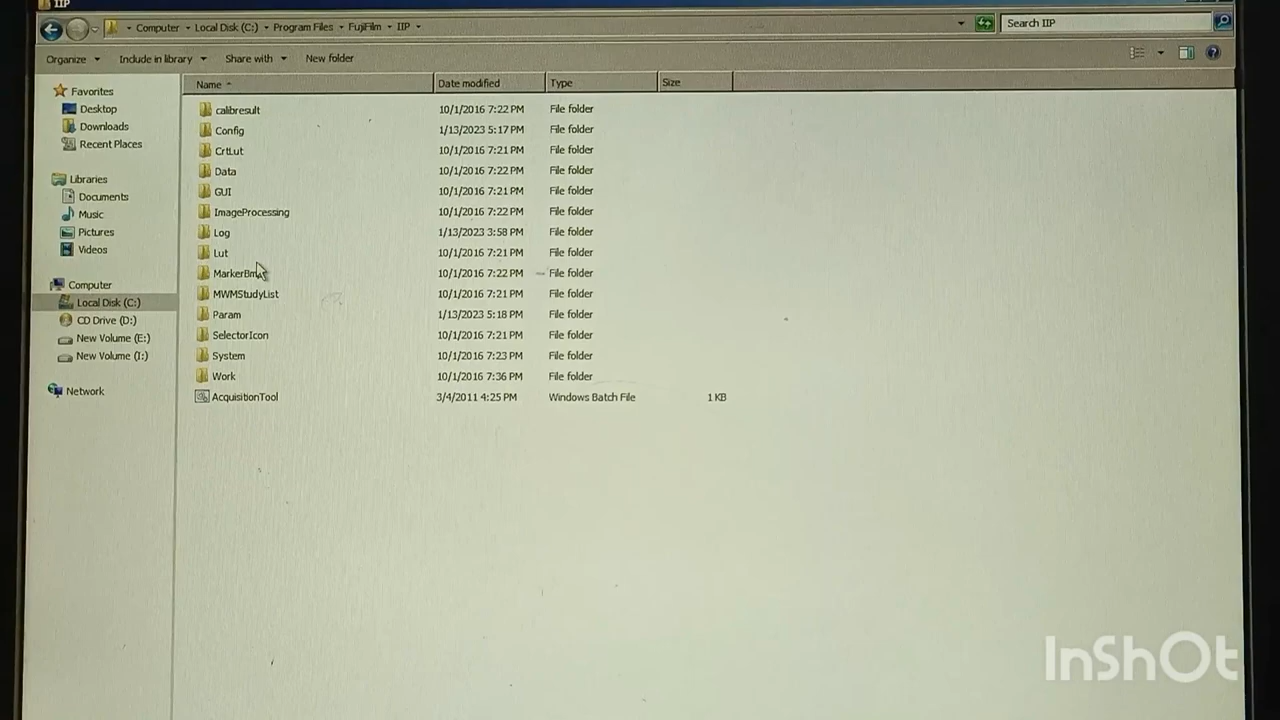 IIP
Computer Local Disk (C:) Program Files FujiFilm IIP Search IIP
Organize Include in library Share with New folder
Name Date modified Type Size
Favorites
Desktop
Downloads
Recent Places
Libraries
Documents
Music
Pictures
Videos
Computer
Local Disk (C:)
CD Drive (D:)
New Volume (E:)
New Volume (I:)
Network
calibresult 10/1/2016 7:22 PM File folder
Config 1/13/2023 5:17 PM File folder
CrtLut 10/1/2016 7:21 PM File folder
Data 10/1/2016 7:22 PM File folder
GUI 10/1/2016 7:21 PM File folder
ImageProcessing 10/1/2016 7:22 PM File folder
Log 1/13/2023 3:58 PM File folder
Lut 10/1/2016 7:21 PM File folder
10/1/2016 7:22 PM File folder
MWMStudyList 10/1/2016 7:21 PM File folder
Param 1/13/2023 5:18 PM File folder
SelectorIcon 10/1/2016 7:21 PM File folder
System 10/1/2016 7:23 PM File folder
Work 10/1/2016 7:36 PM File folder
AcquisitionTool 3/4/2011 4:25 PM Windows Batch File 1 KB
InShOt